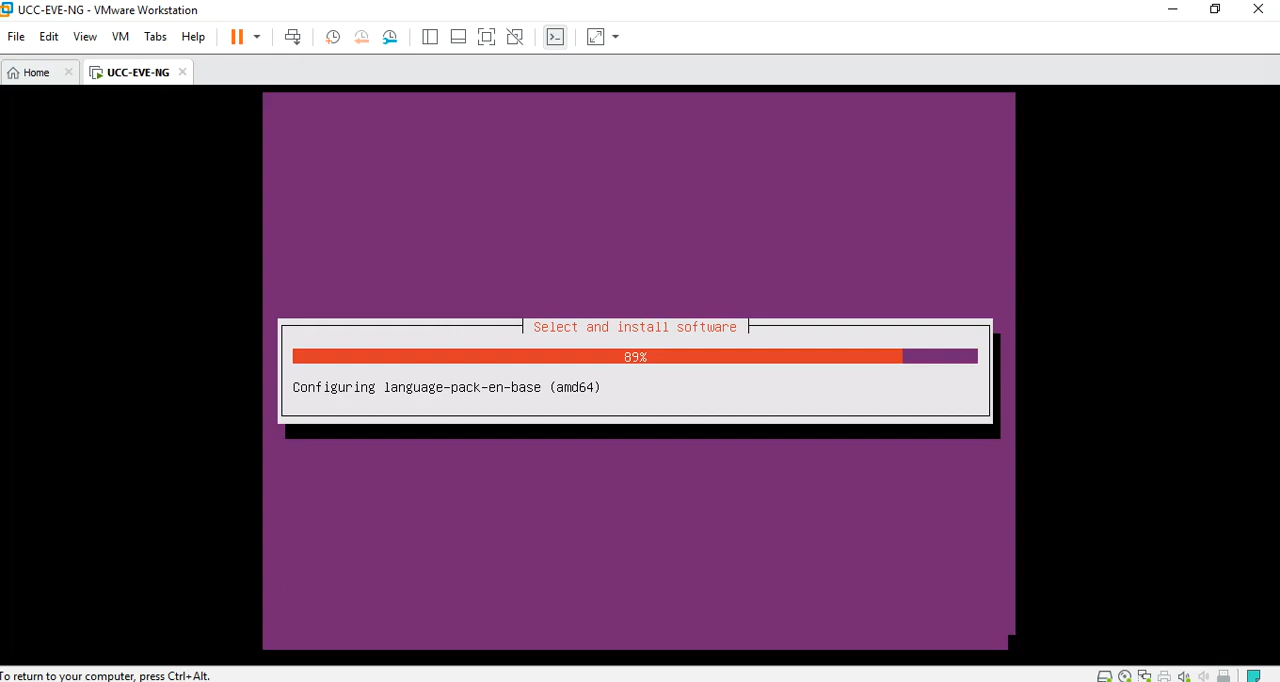 UCC-EVE-NG - VMware Workstation
File Edit View VM Tabs Help
Home UCC-EVE-NG
Select and install software
89%
Configuring language-pack-en-base (amd64)
To return to your computer, press Ctrl+Alt.